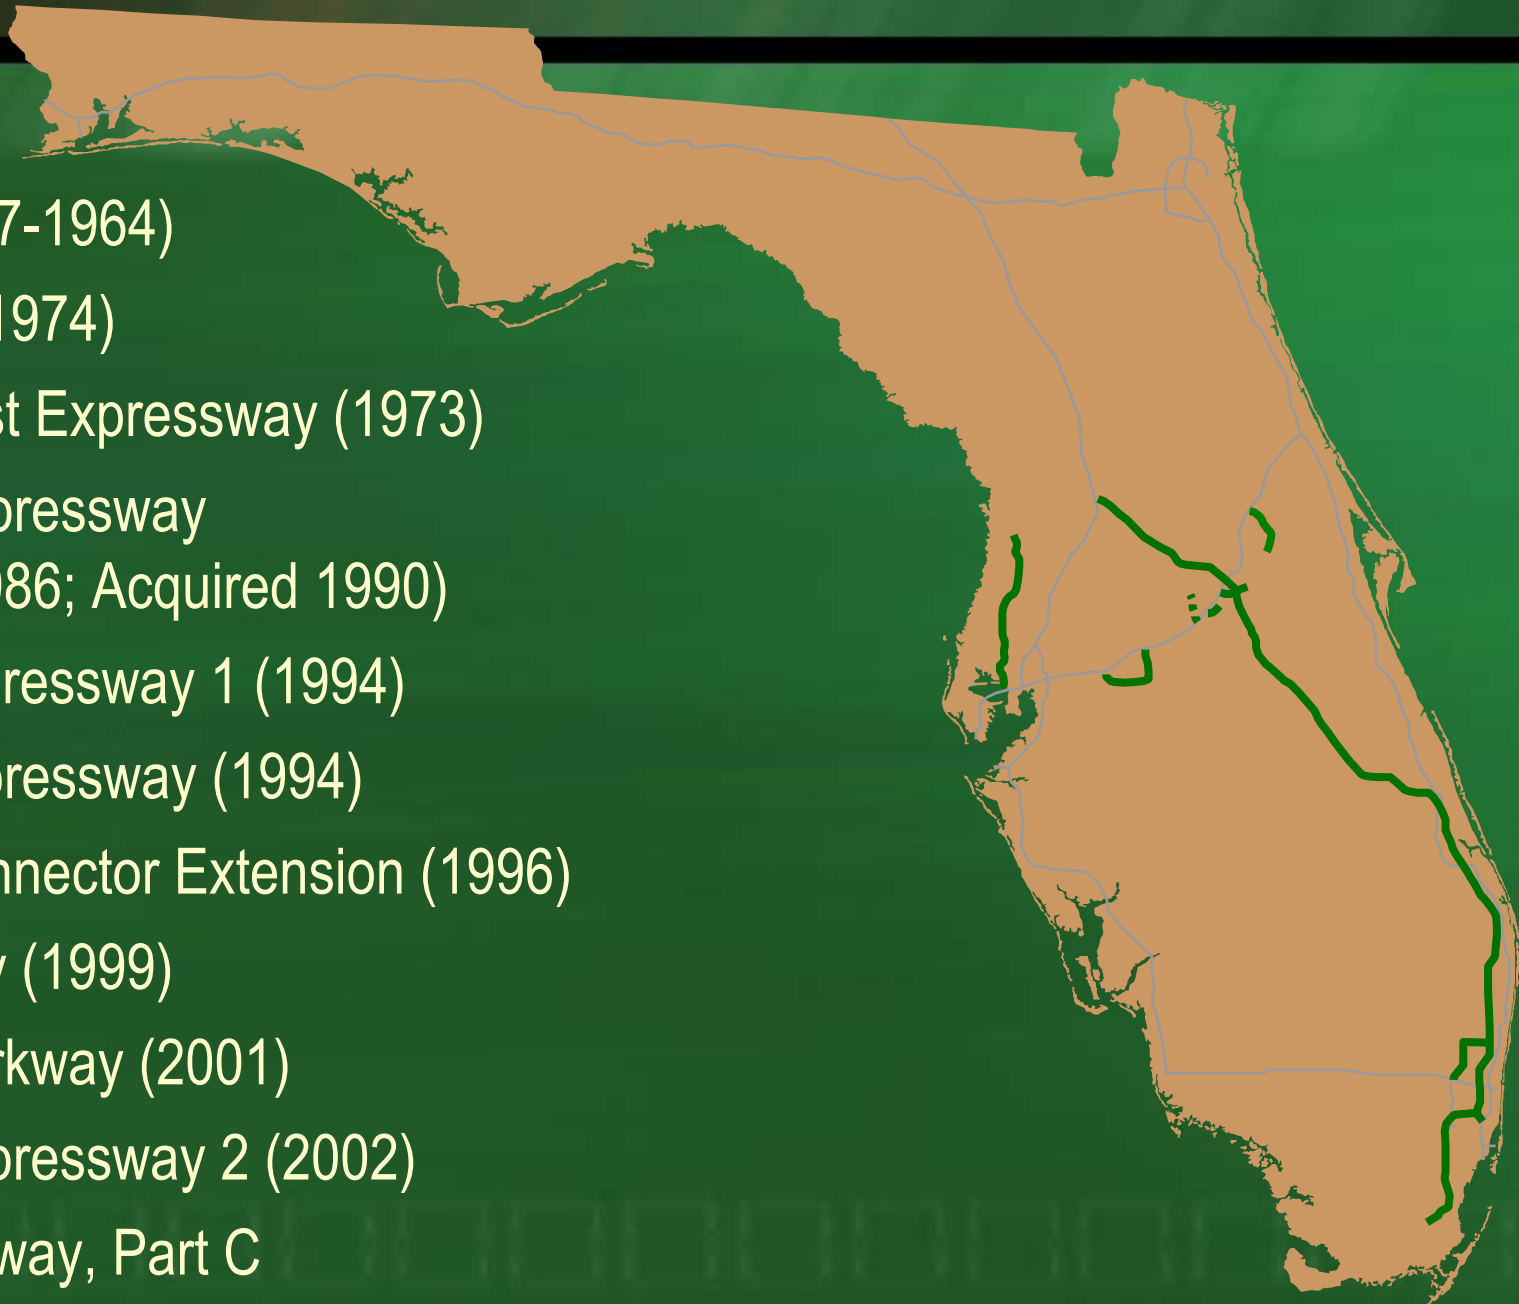 7-1964)
1974)
st Expressway (1973)
pressway
986; Acquired 1990)
ressway 1 (1994)
pressway (1994)
nnector Extension (1996)
y (1999)
rkway (2001)
pressway 2 (2002)
way, Part C